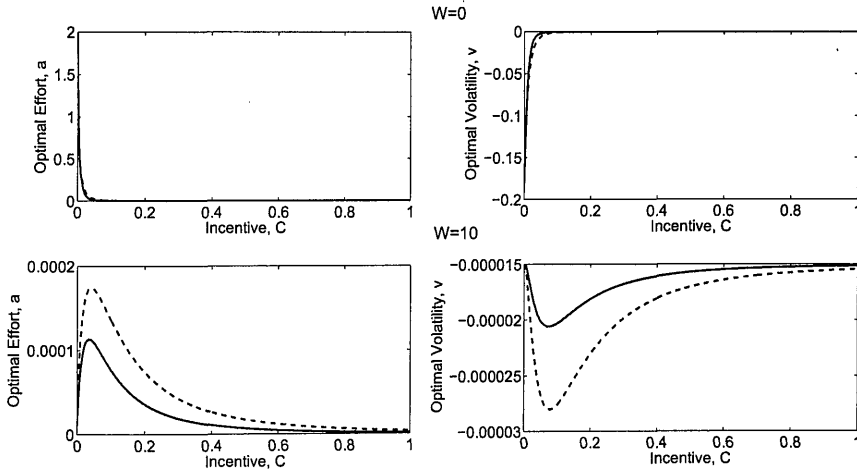 W=0
Optimal Effort, a
2
1.5
1
0.5
0
0 0.2 0.4 0.6 0.8 1
Incentive, C
Optimal Volatility, v
0
−0.05
−0.1
−0.15
−0.2
0 0.2 0.4 0.6 0.8 1
Incentive, C
W=10
Optimal Effort, a
0.0002
0.0001
0
0 0.2 0.4 0.6 0.8 1
Incentive, C
Optimal Volatility, v
−0.000015
−0.00002
−0.000025
−0.00003
0 0.2 0.4 0.6 0.8 1
Incentive, C